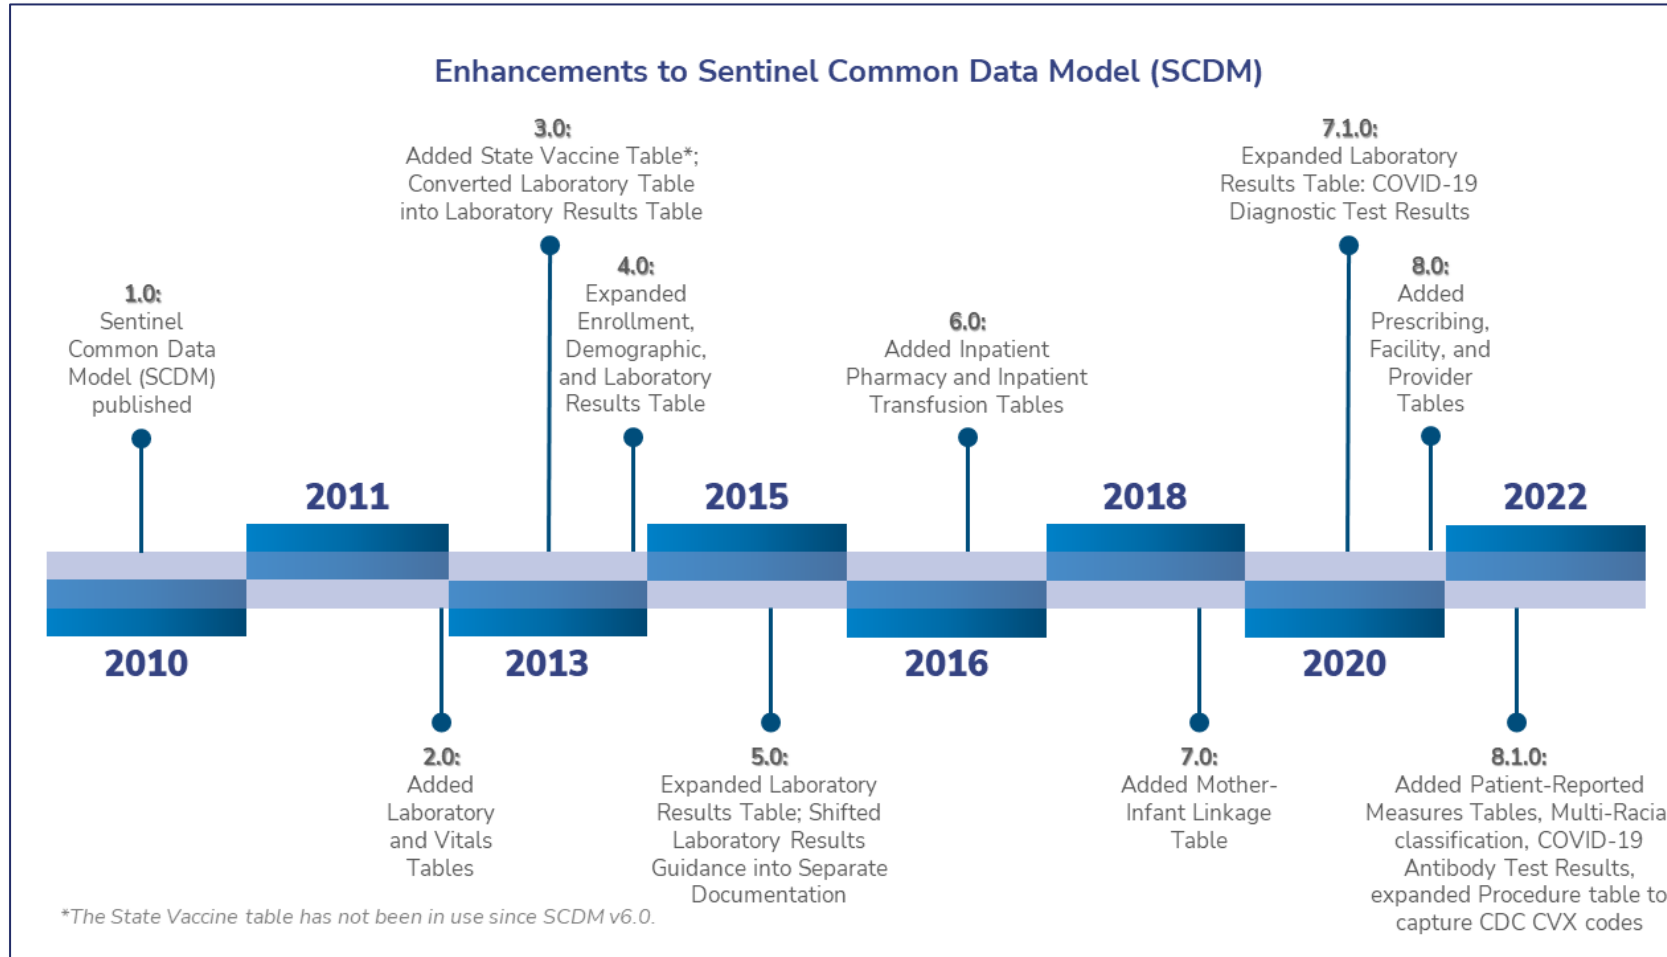 Enhancements to Sentinel Common Data Model (SCDM)
1.0:
Sentinel
Common Data
Model (SCDM)
published
3.0:
Added State Vaccine Table*;
Converted Laboratory Table
into Laboratory Results Table
4.0:
Expanded
Enrollment,
Demographic,
and Laboratory
Results Table
6.0:
Added Inpatient
Pharmacy and Inpatient
Transfusion Tables
7.1.0:
Expanded Laboratory
Results Table: COVID-19
Diagnostic Test Results
8.0:
Added
Prescribing,
Facility, and
Provider
Tables
2011
2015
2018
2022
2010
2013
2016
2020
2.0:
Added
Laboratory
and Vitals
Tables
5.0:
Expanded Laboratory
Results Table; Shifted
Laboratory Results
Guidance into Separate
Documentation
7.0:
Added Mother-
Infant Linkage
Table
8.1.0:
Added Patient-Reported
Measures Tables, Multi-Racia
classification, COVID-19
Antibody Test Results,
expanded Procedure table to
capture CDC CVX codes
*The State Vaccine table has not been in use since SCDM v6.0.